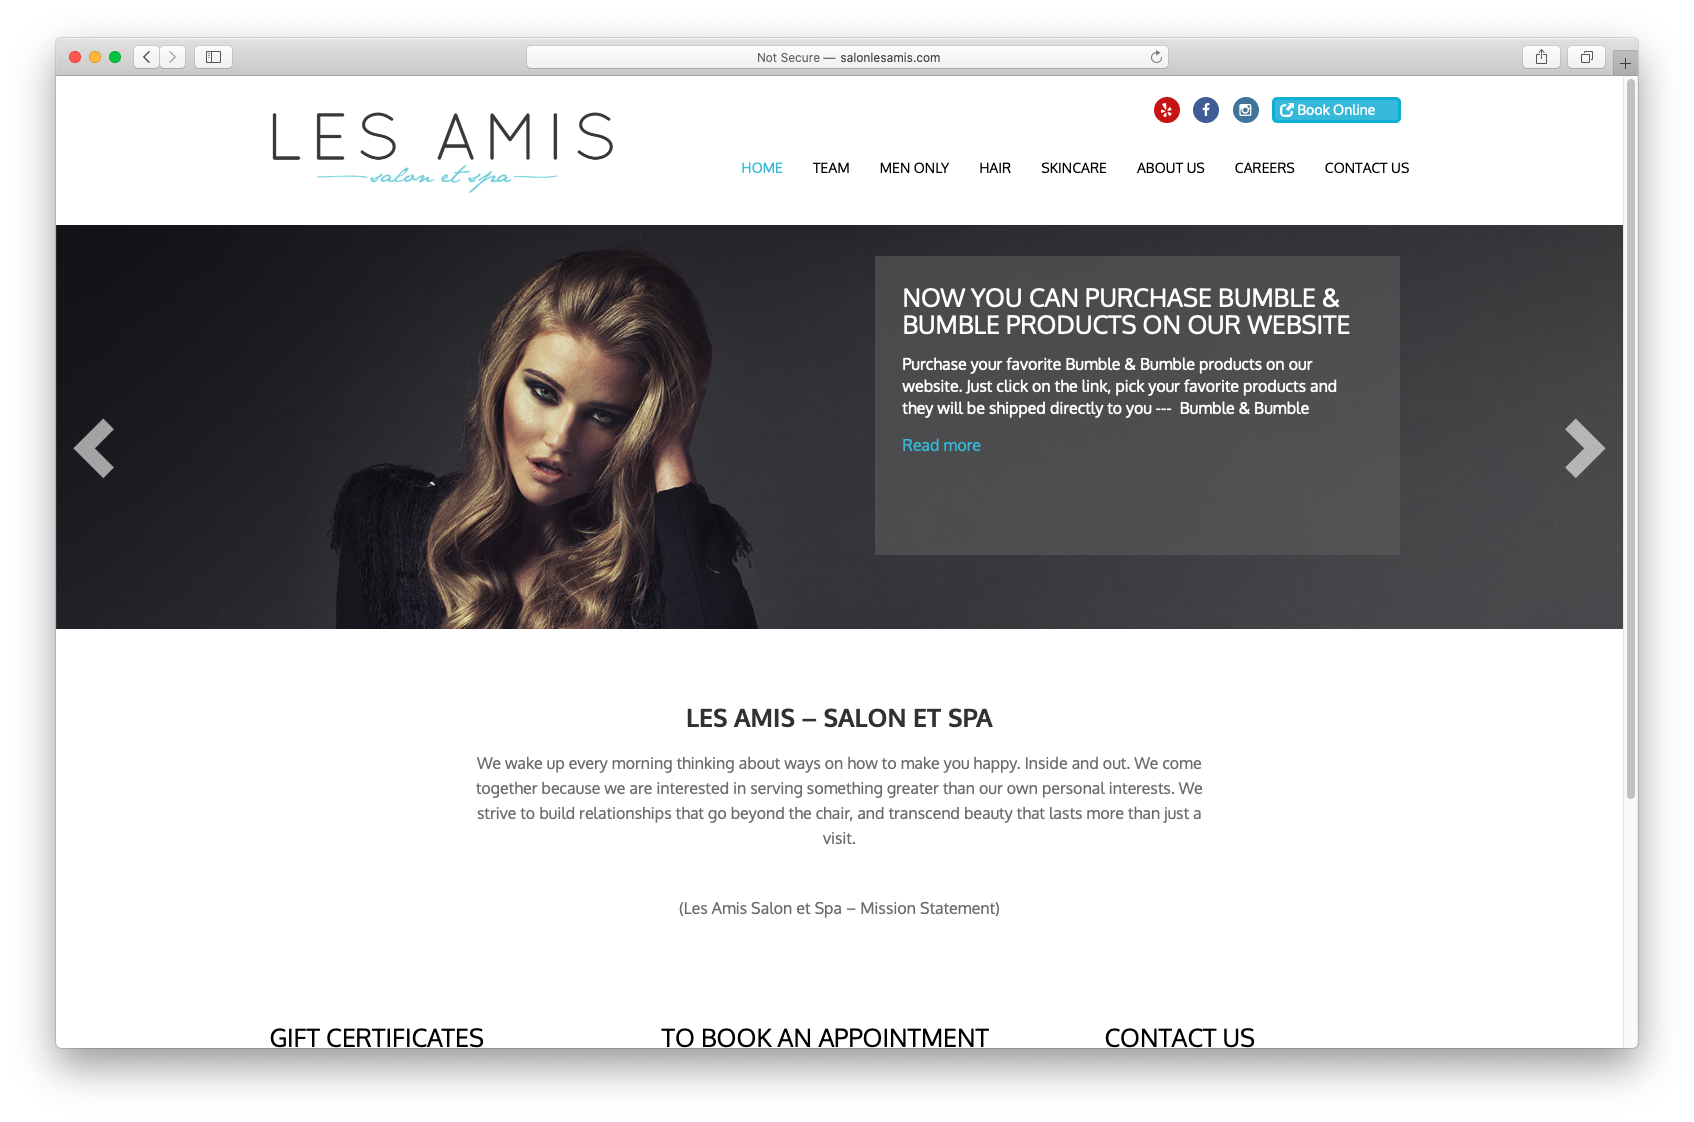 Not Secure — salonlesamis.com
LES AMIS
salon et spa
Book Online
HOME TEAM MEN ONLY HAIR SKINCARE ABOUT US CAREERS CONTACT US
NOW YOU CAN PURCHASE BUMBLE &
BUMBLE PRODUCTS ON OUR WEBSITE
Purchase your favorite Bumble & Bumble products on our
website. Just click on the link, pick your favorite products and
they will be shipped directly to you --- Bumble & Bumble
Read more
LES AMIS – SALON ET SPA
We wake up every morning thinking about ways on how to make you happy. Inside and out. We come
together because we are interested in serving something greater than our own personal interests. We
strive to build relationships that go beyond the chair, and transcend beauty that lasts more than just a
visit.
(Les Amis Salon et Spa – Mission Statement)
GIFT CERTIFICATES
TO BOOK AN APPOINTMENT
CONTACT US